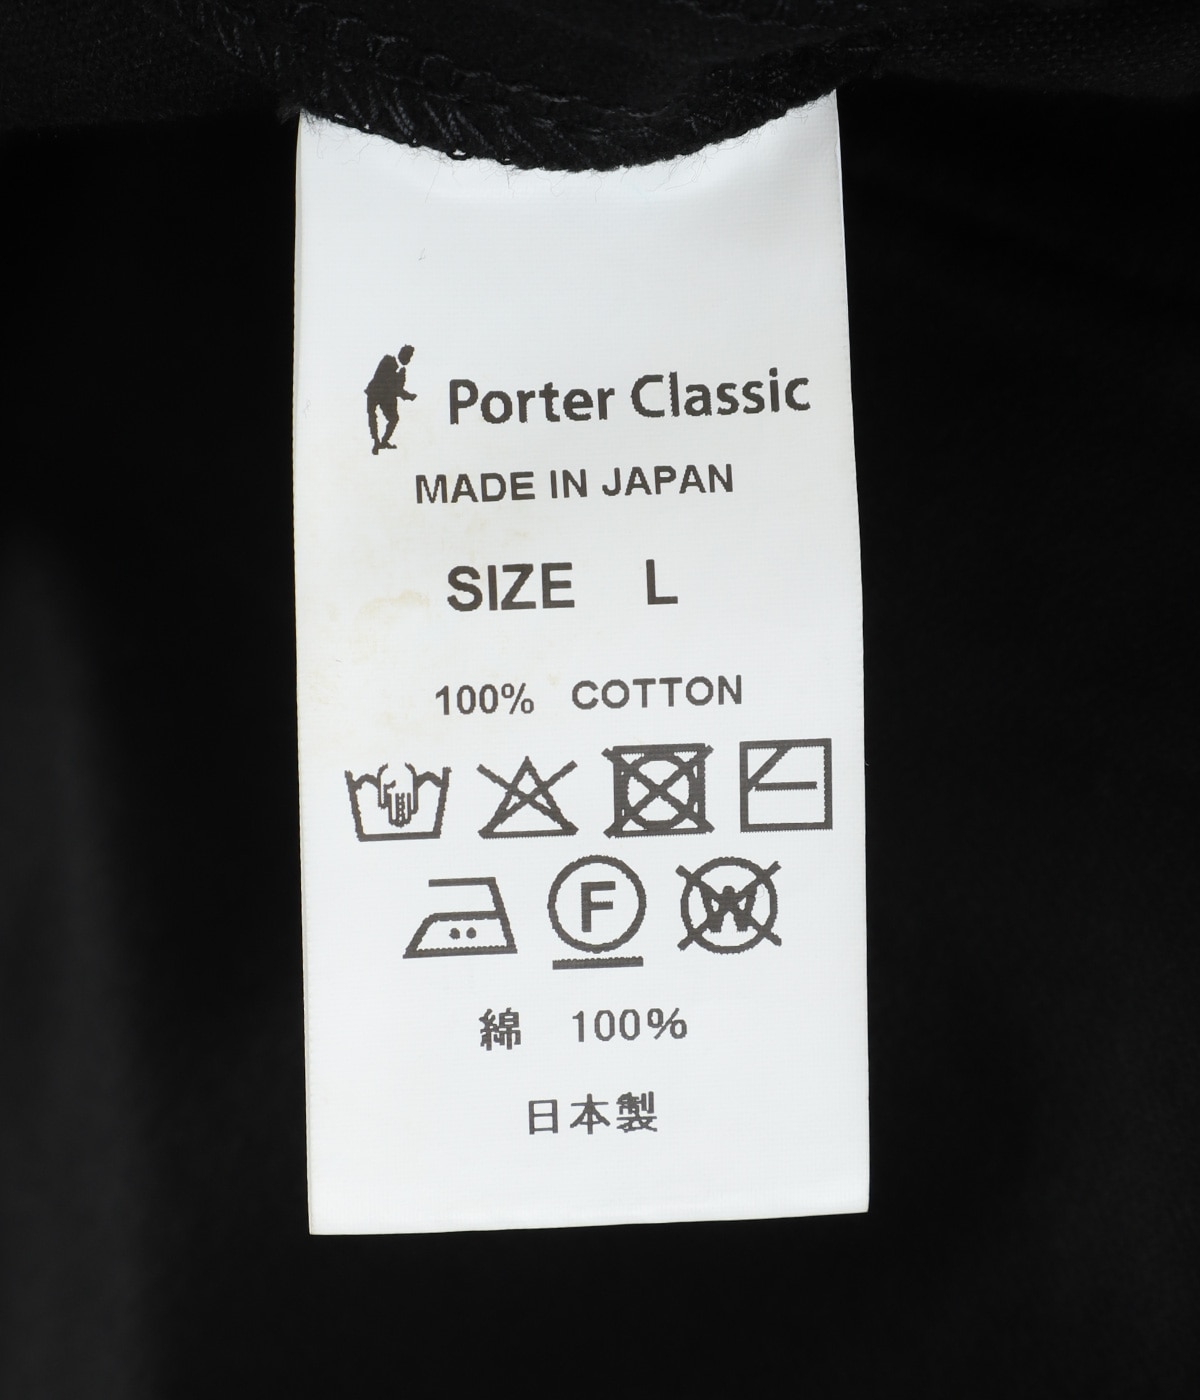 Porter Classic
MADE IN JAPAN
SIZE L
100% COTTON
F W
綿 100%
日本製